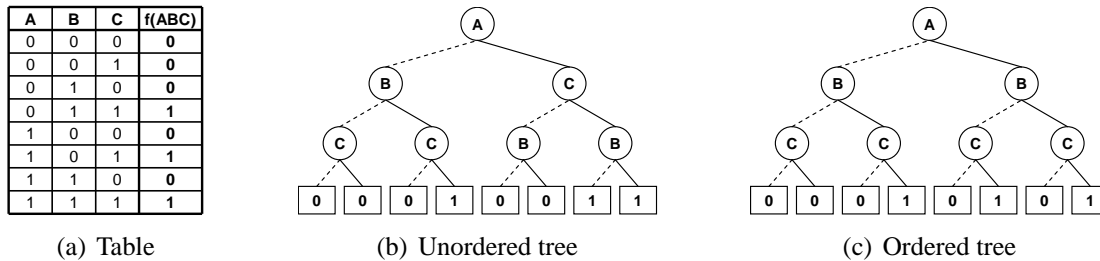 A B C f(ABC)
0 0 0 0
0 0 1 0
0 1 0 0
0 1 1 1
1 0 0 0
1 0 1 1
1 1 0 0
1 1 1 1
(a) Table
A
B C
C C B B
0 0 0 1 0 0 1 1
(b) Unordered tree
A
B B
C C C C
0 0 0 1 0 1 0 1
(c) Ordered tree